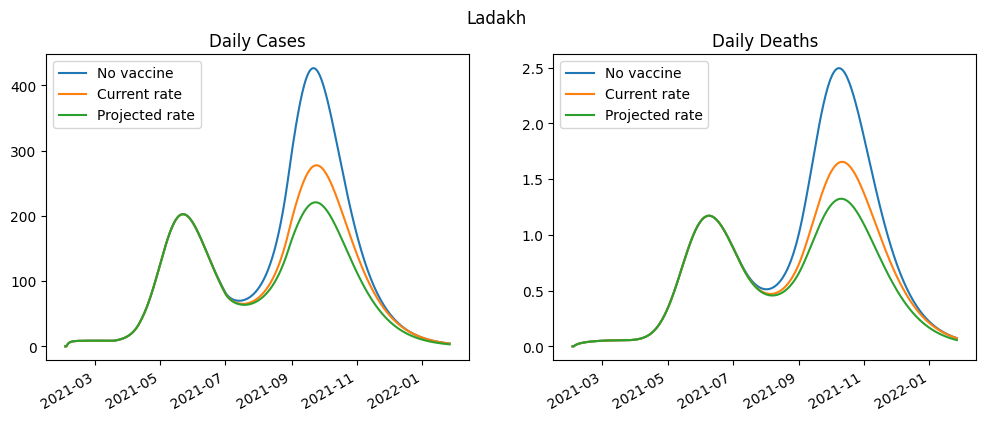 Ladakh
Daily Cases
No vaccine
Current rate
Projected rate
400
300
200
100
0
2021-03
2021-05
2021-07
2021-09
2021-11
2022-01
Daily Deaths
No vaccine
Current rate
Projected rate
2.5
2.0
1.5
1.0
0.5
0.0
2021-03
2021-05
2021-07
2021-09
2021-11
2022-01